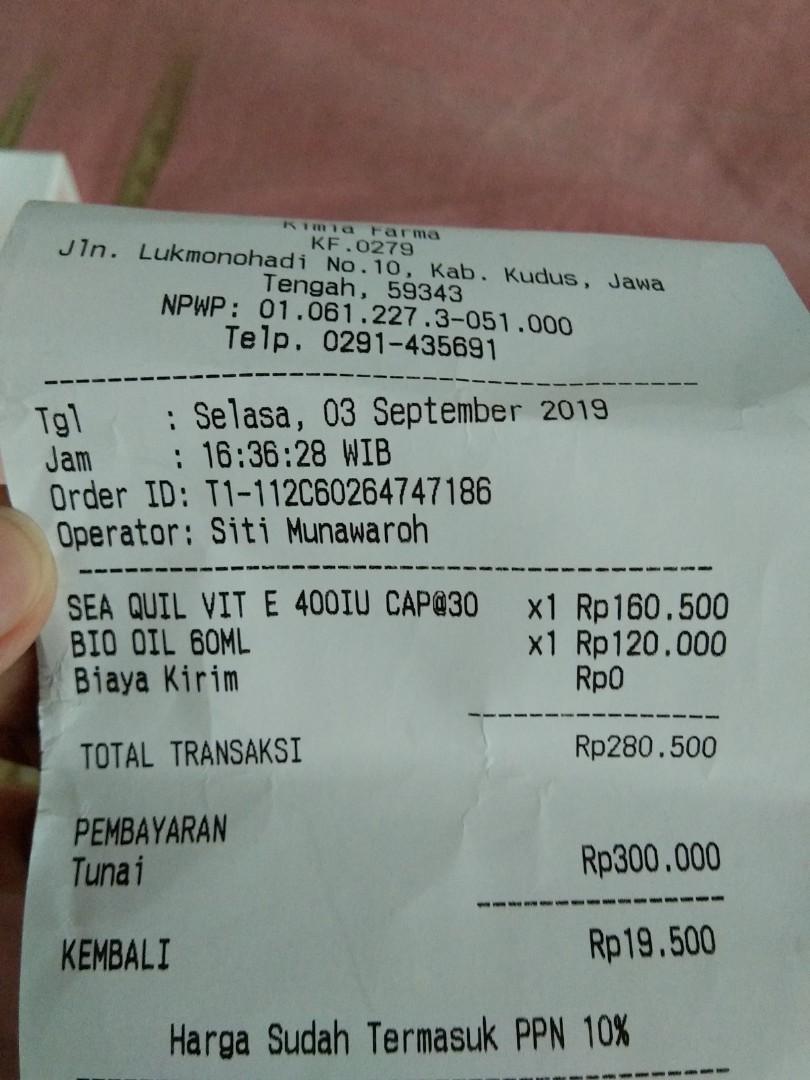 Kimia Farma
KF.0279
Jln. Lukmonohadi No.10, Kab. Kudus, Jawa
Tengah, 59343
NPWP: 01.061.227.3-051.000
Telp. 0291-435691
Tgl : Selasa, 03 September 2019
Jam : 16:36:28 WIB
Order ID: T1-112C60264747186
Operator: Siti Munawaroh
SEA QUIL VIT E 400IU CAP@30 x1 Rp160.500
BIO OIL 60ML x1 Rp120.000
Biaya Kirim Rp0
TOTAL TRANSAKSI Rp280.500
PEMBAYARAN
Tunai Rp300.000
KEMBALI Rp19.500
Harga Sudah Termasuk PPN 10%